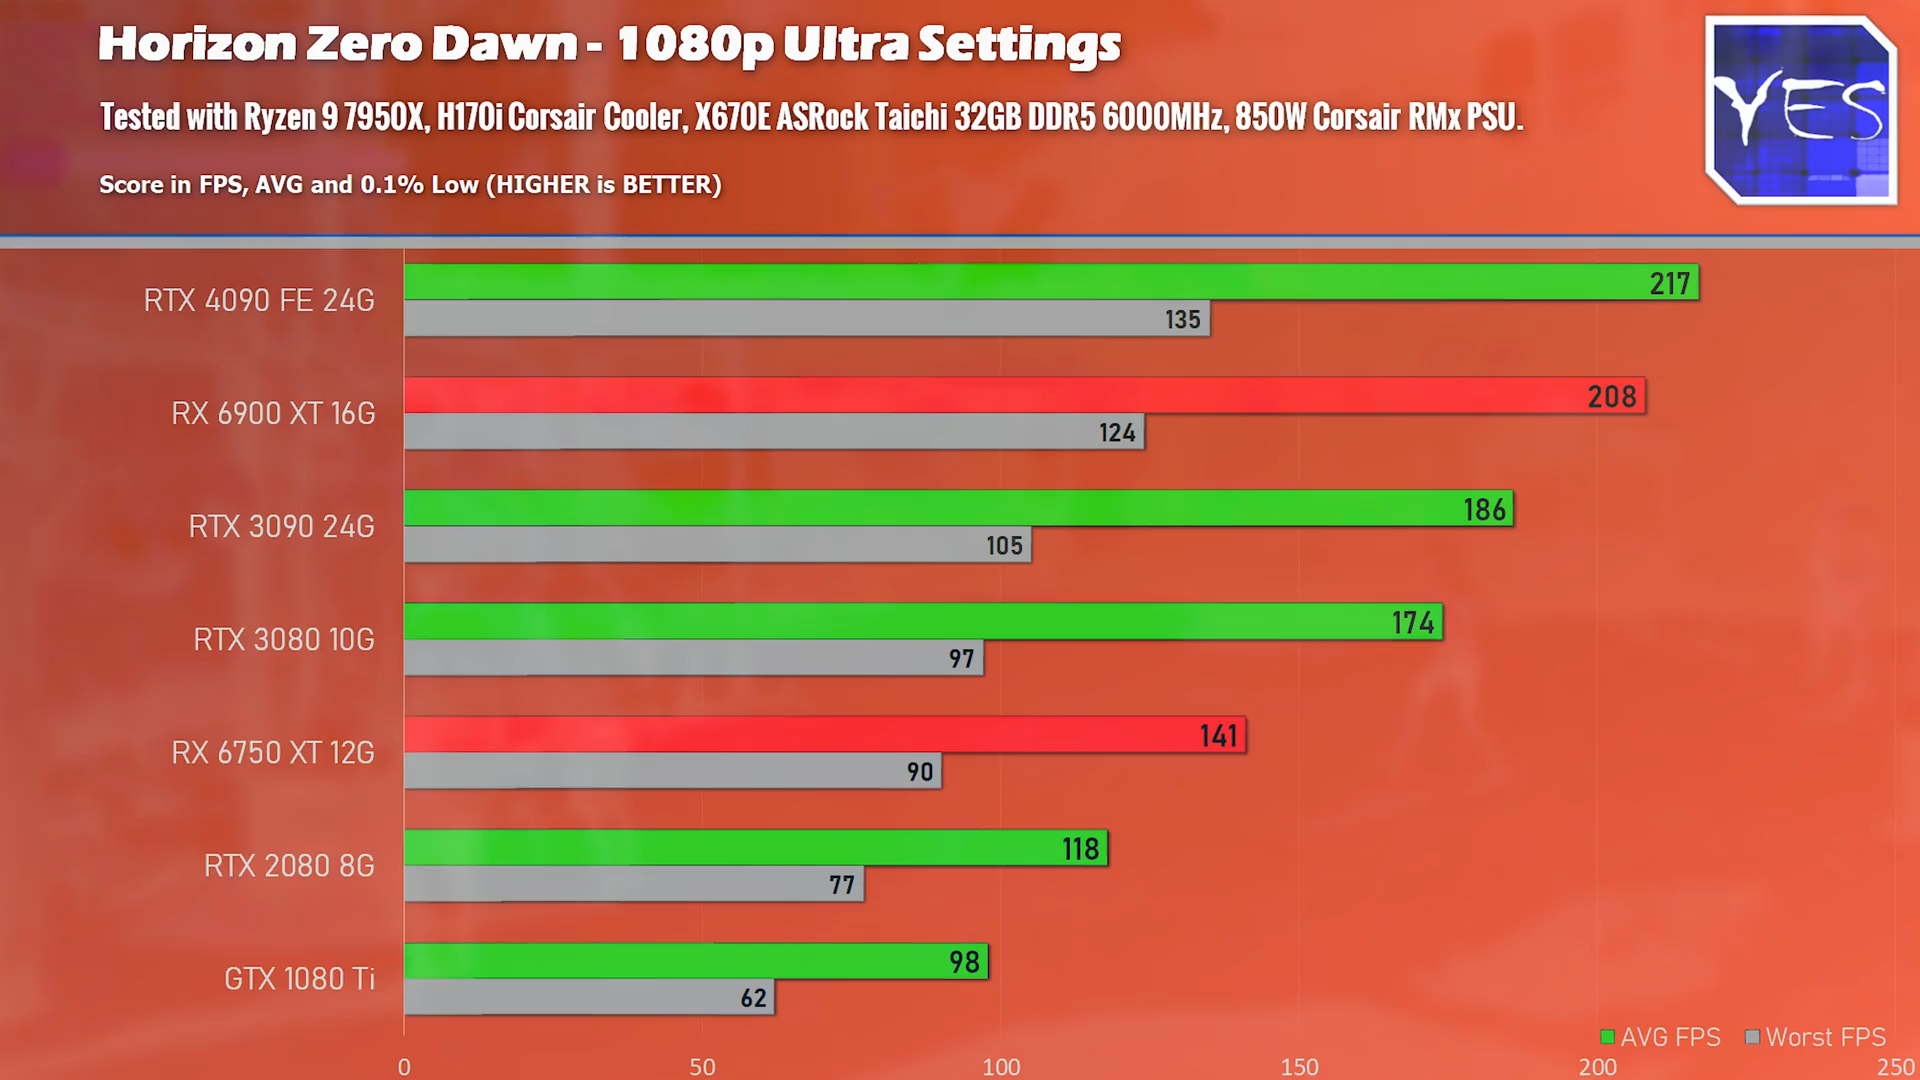 Horizon Zero Dawn - 1080p Ultra Settings
Tested with Ryzen 9 7950X, H170i Corsair Cooler, X670E ASRock Taichi 32GB DDR5 6000MHz, 850W Corsair RMx PSU.
YES
Score in FPS, AVG and 0.1% Low (HIGHER is BETTER)
RTX 4090 FE 24G
217
135
RX 6900 XT 16G
208
124
RTX 3090 24G
186
105
RTX 3080 10G
174
97
RX 6750 XT 12G
141
90
RTX 2080 8G
118
77
GTX 1080 Ti
98
62
AVG FPS Worst FPS
0 50 100 150 200 250